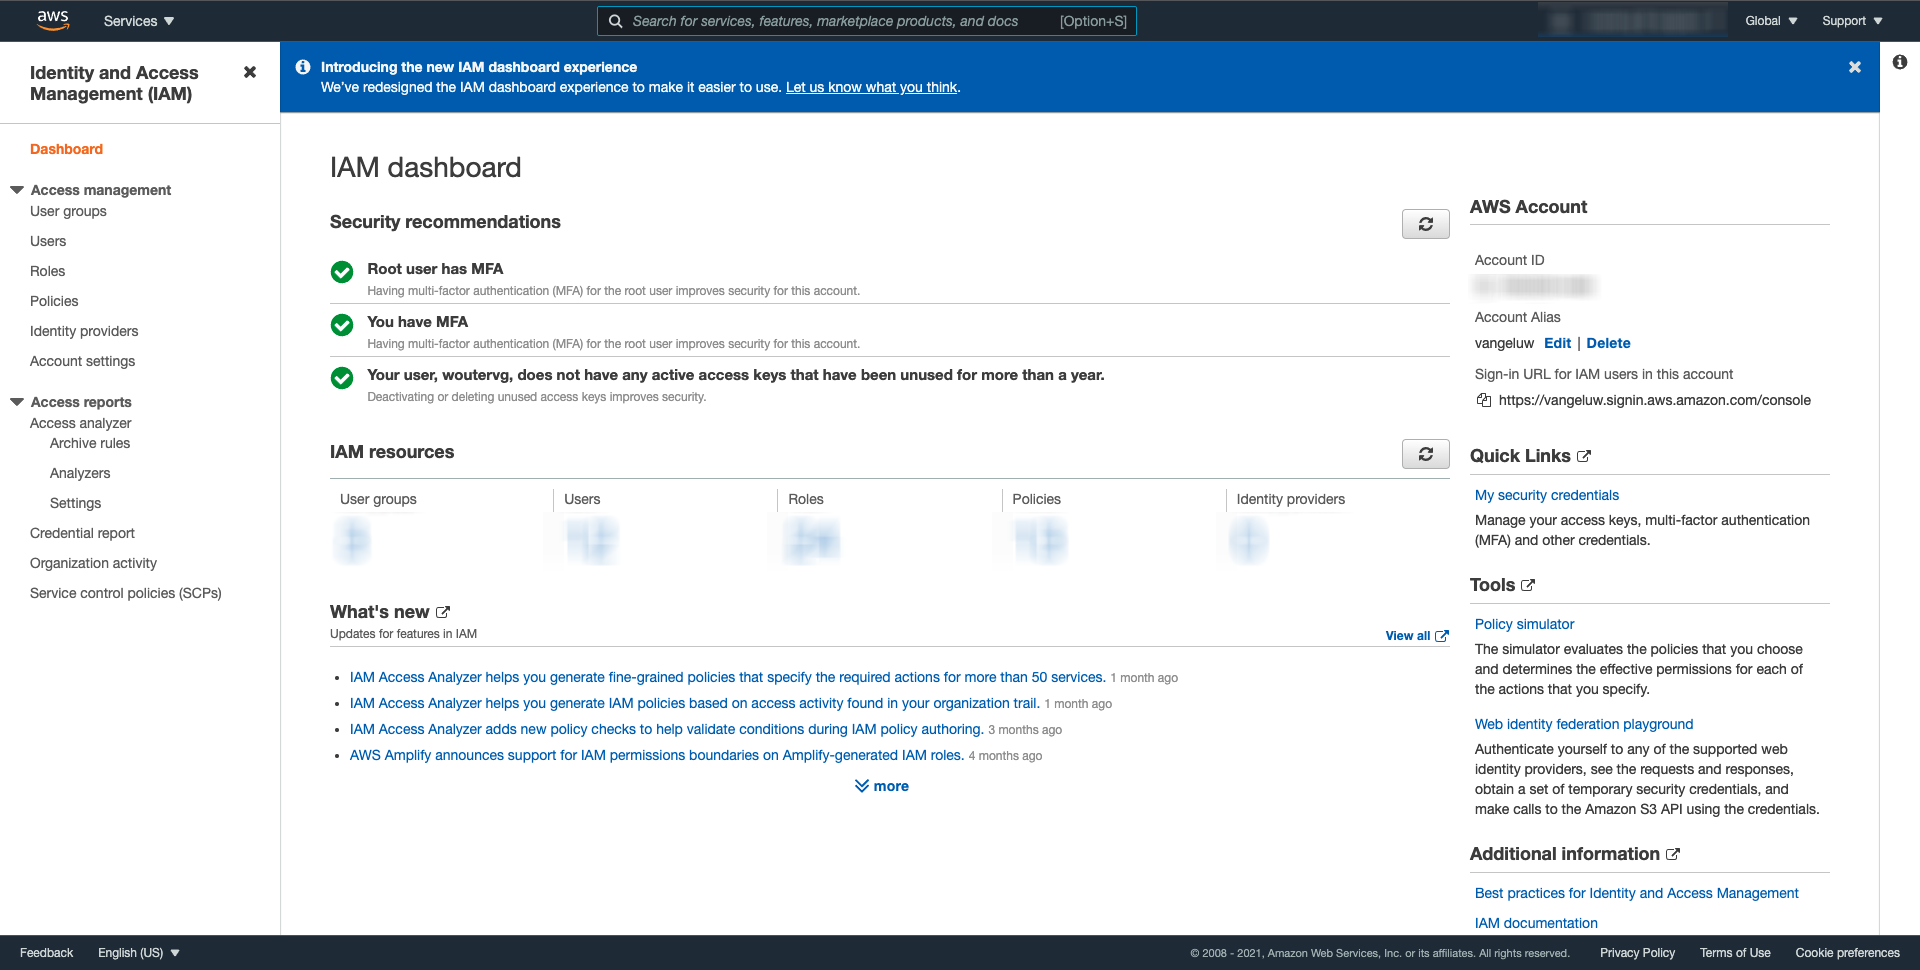 aws
Services
Search for services, features, marketplace products, and docs [Option+S]
Global
Support
Identity and Access
Management (IAM)
Dashboard
Access management
User groups
Users
Roles
Policies
Identity providers
Account settings
Access reports
Access analyzer
Archive rules
Analyzers
Settings
Credential report
Organization activity
Service control policies (SCPs)
Introducing the new IAM dashboard experience
We've redesigned the IAM dashboard experience to make it easier to use. Let us know what you think.
IAM dashboard
Security recommendations
Root user has MFA
Having multi-factor authentication (MFA) for the root user improves security for this account.
You have MFA
Having multi-factor authentication (MFA) for the root user improves security for this account.
Your user, woutervg, does not have any active access keys that have been unused for more than a year.
Deactivating or deleting unused access keys improves security.
IAM resources
User groups
Users
Roles
Policies
Identity providers
What's new
Updates for features in IAM
View all
IAM Access Analyzer helps you generate fine-grained policies that specify the required actions for more than 50 services. 1 month ago
IAM Access Analyzer helps you generate IAM policies based on access activity found in your organization trail. 1 month ago
IAM Access Analyzer adds new policy checks to help validate conditions during IAM policy authoring. 3 months ago
AWS Amplify announces support for IAM permissions boundaries on Amplify-generated IAM roles. 4 months ago
more
AWS Account
Account ID
Account Alias
vangeluw Edit | Delete
Sign-in URL for IAM users in this account
https://vangeluw.signin.aws.amazon.com/console
Quick Links
My security credentials
Manage your access keys, multi-factor authentication
(MFA) and other credentials.
Tools
Policy simulator
The simulator evaluates the policies that you choose
and determines the effective permissions for each of
the actions that you specify.
Web identity federation playground
Authenticate yourself to any of the supported web
identity providers, see the requests and responses,
obtain a set of temporary security credentials, and
make calls to the Amazon S3 API using the credentials.
Additional information
Best practices for Identity and Access Management
IAM documentation
Feedback
English (US)
© 2008 - 2021, Amazon Web Services, Inc. or its affiliates. All rights reserved.
Privacy Policy
Terms of Use
Cookie preferences